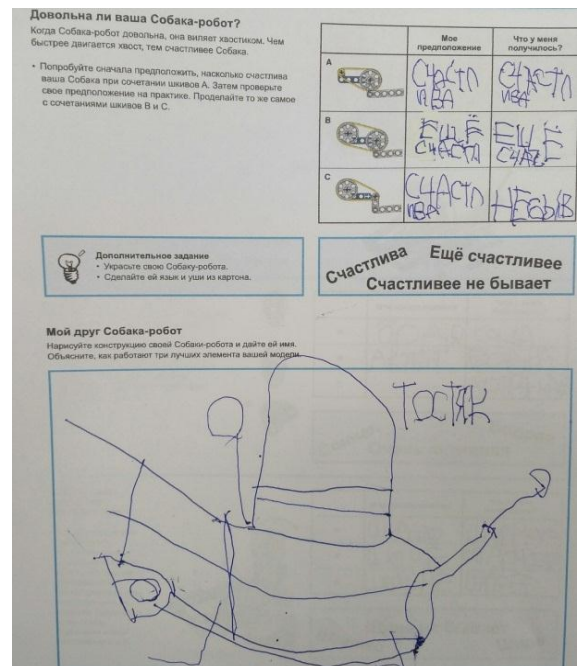 Довольна ли ваша Собака-робот?
Когда Собака-робот довольна, она виляет хвостиком. Чем
быстрее двигается хвост, тем счастливее Собака.
• Попробуйте сначала предположить, насколько счастлива
ваша Собака при сочетании шкивов А. Затем проверьте
свое предположение на практике. Проделайте то же самое
с сочетаниями шкивов В и С.
Мое
предположение
Что у меня
получилось?
A
СЧАСТЛ
ИВА
СЧАСТЛ
ИВА
B
ЕЩЁ
СЧАСТЛ
ЕЩЁ
C
СЧАСТЛ
ИВА
Дополнительное задание
• Украсьте свою Собаку-робота.
• Сделайте ей язык и уши из картона.
Счастлива
Ещё счастливее
Счастливее не бывает
Мой друг Собака-робот
Нарисуйте конструкцию своей Собаки-робота и дайте ей имя.
Объясните, как работают три лучших элемента вашей модели.
ТОСТЯК